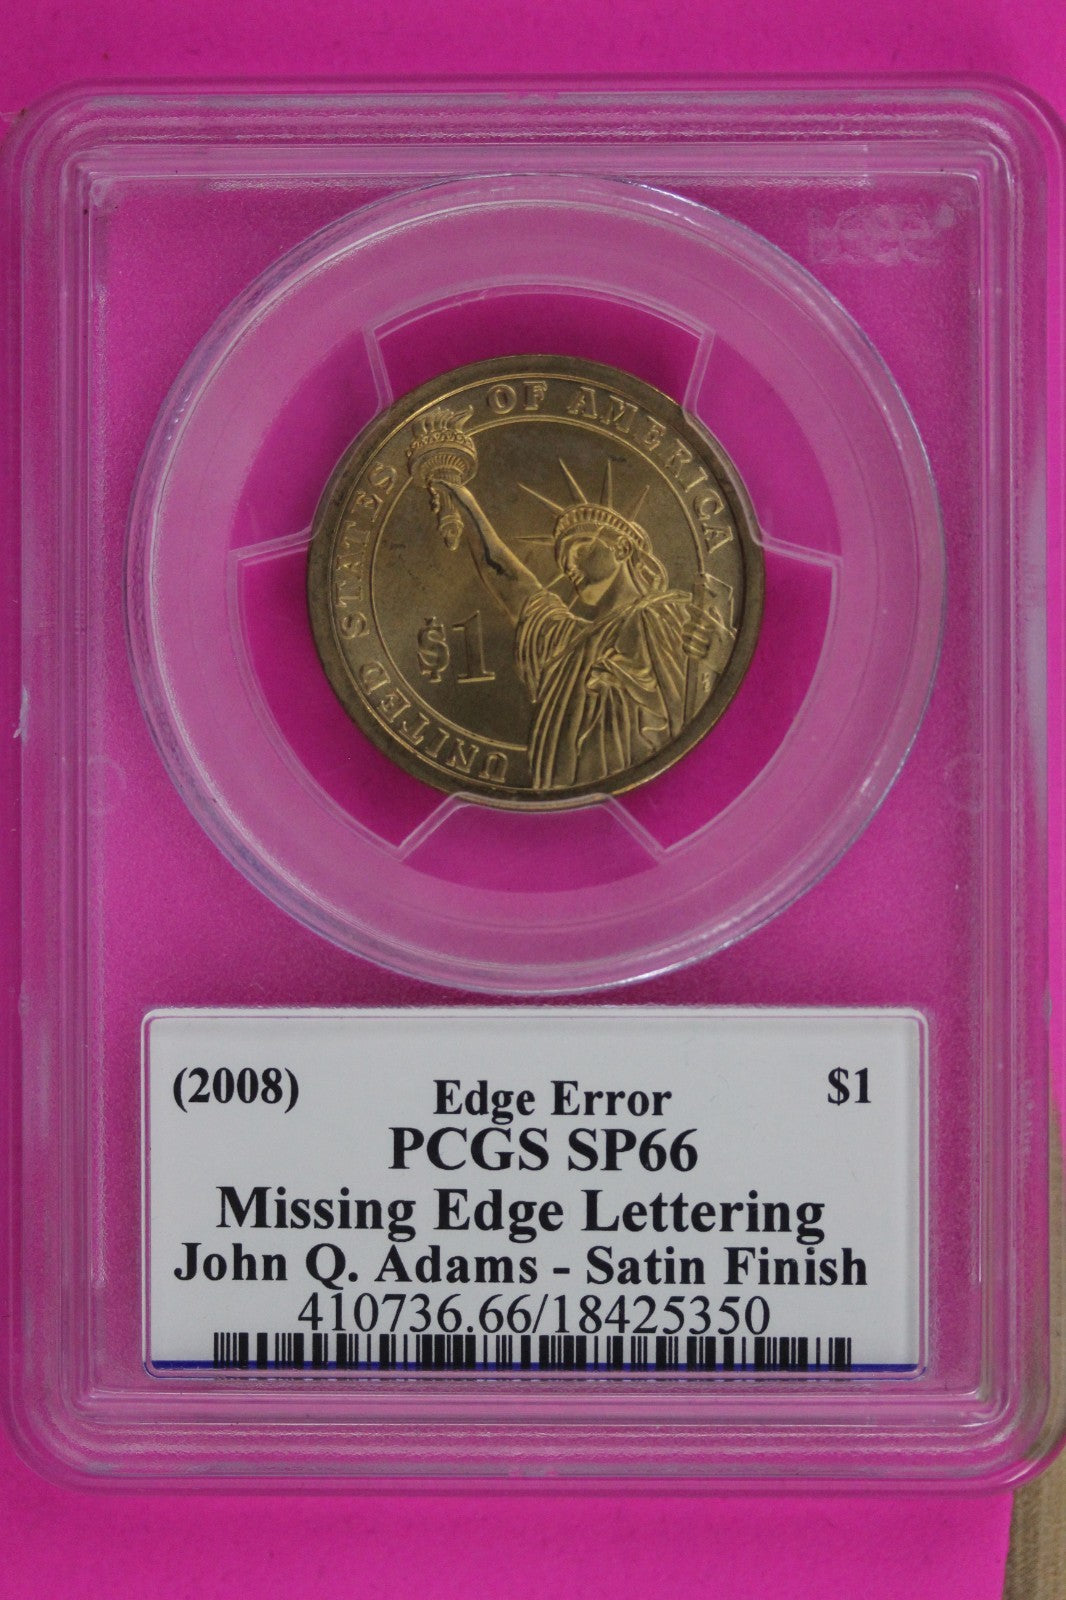 UNITED STATES OF AMERICA
$1
(2008) Edge Error $1
PCGS SP66
Missing Edge Lettering
John Q. Adams - Satin Finish
410736.66/18425350